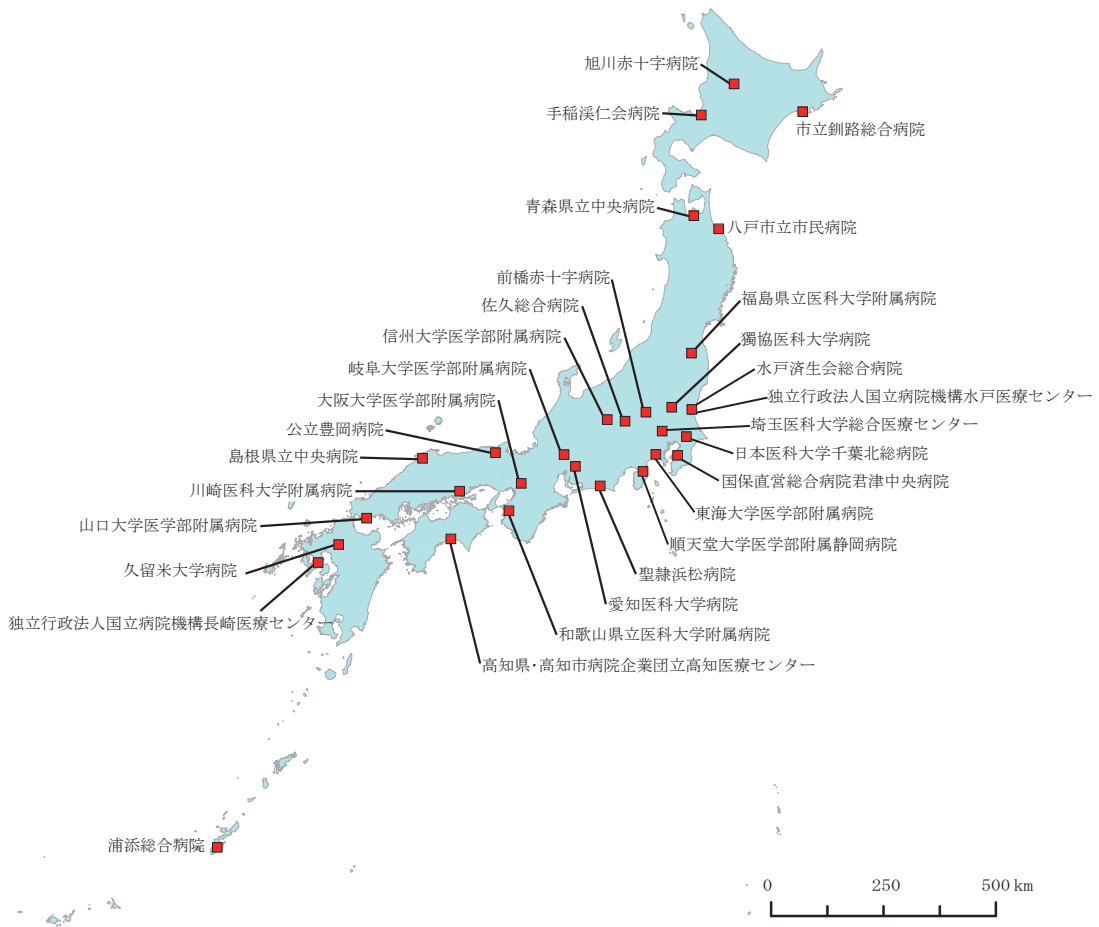 旭川赤十字病院
手稲渓仁会病院
市立釧路総合病院
青森県立中央病院
八戸市立市民病院
前橋赤十字病院
佐久総合病院
福島県立医科大学附属病院
信州大学医学部附属病院
獨協医科大学病院
岐阜大学医学部附属病院
水戸済生会総合病院
大阪大学医学部附属病院
独立行政法人国立病院機構水戸医療センター
公立豊岡病院
埼玉医科大学総合医療センター
島根県立中央病院
日本医科大学千葉北総病院
川崎医科大学附属病院
国保直営総合病院君津中央病院
山口大学医学部附属病院
東海大学医学部附属病院
順天堂大学医学部附属静岡病院
久留米大学病院
聖隷浜松病院
愛知医科大学病院
独立行政法人国立病院機構長崎医療センター
和歌山県立医科大学附属病院
高知県・高知市病院企業団立高知医療センター
浦添総合病院
0 250 500 km